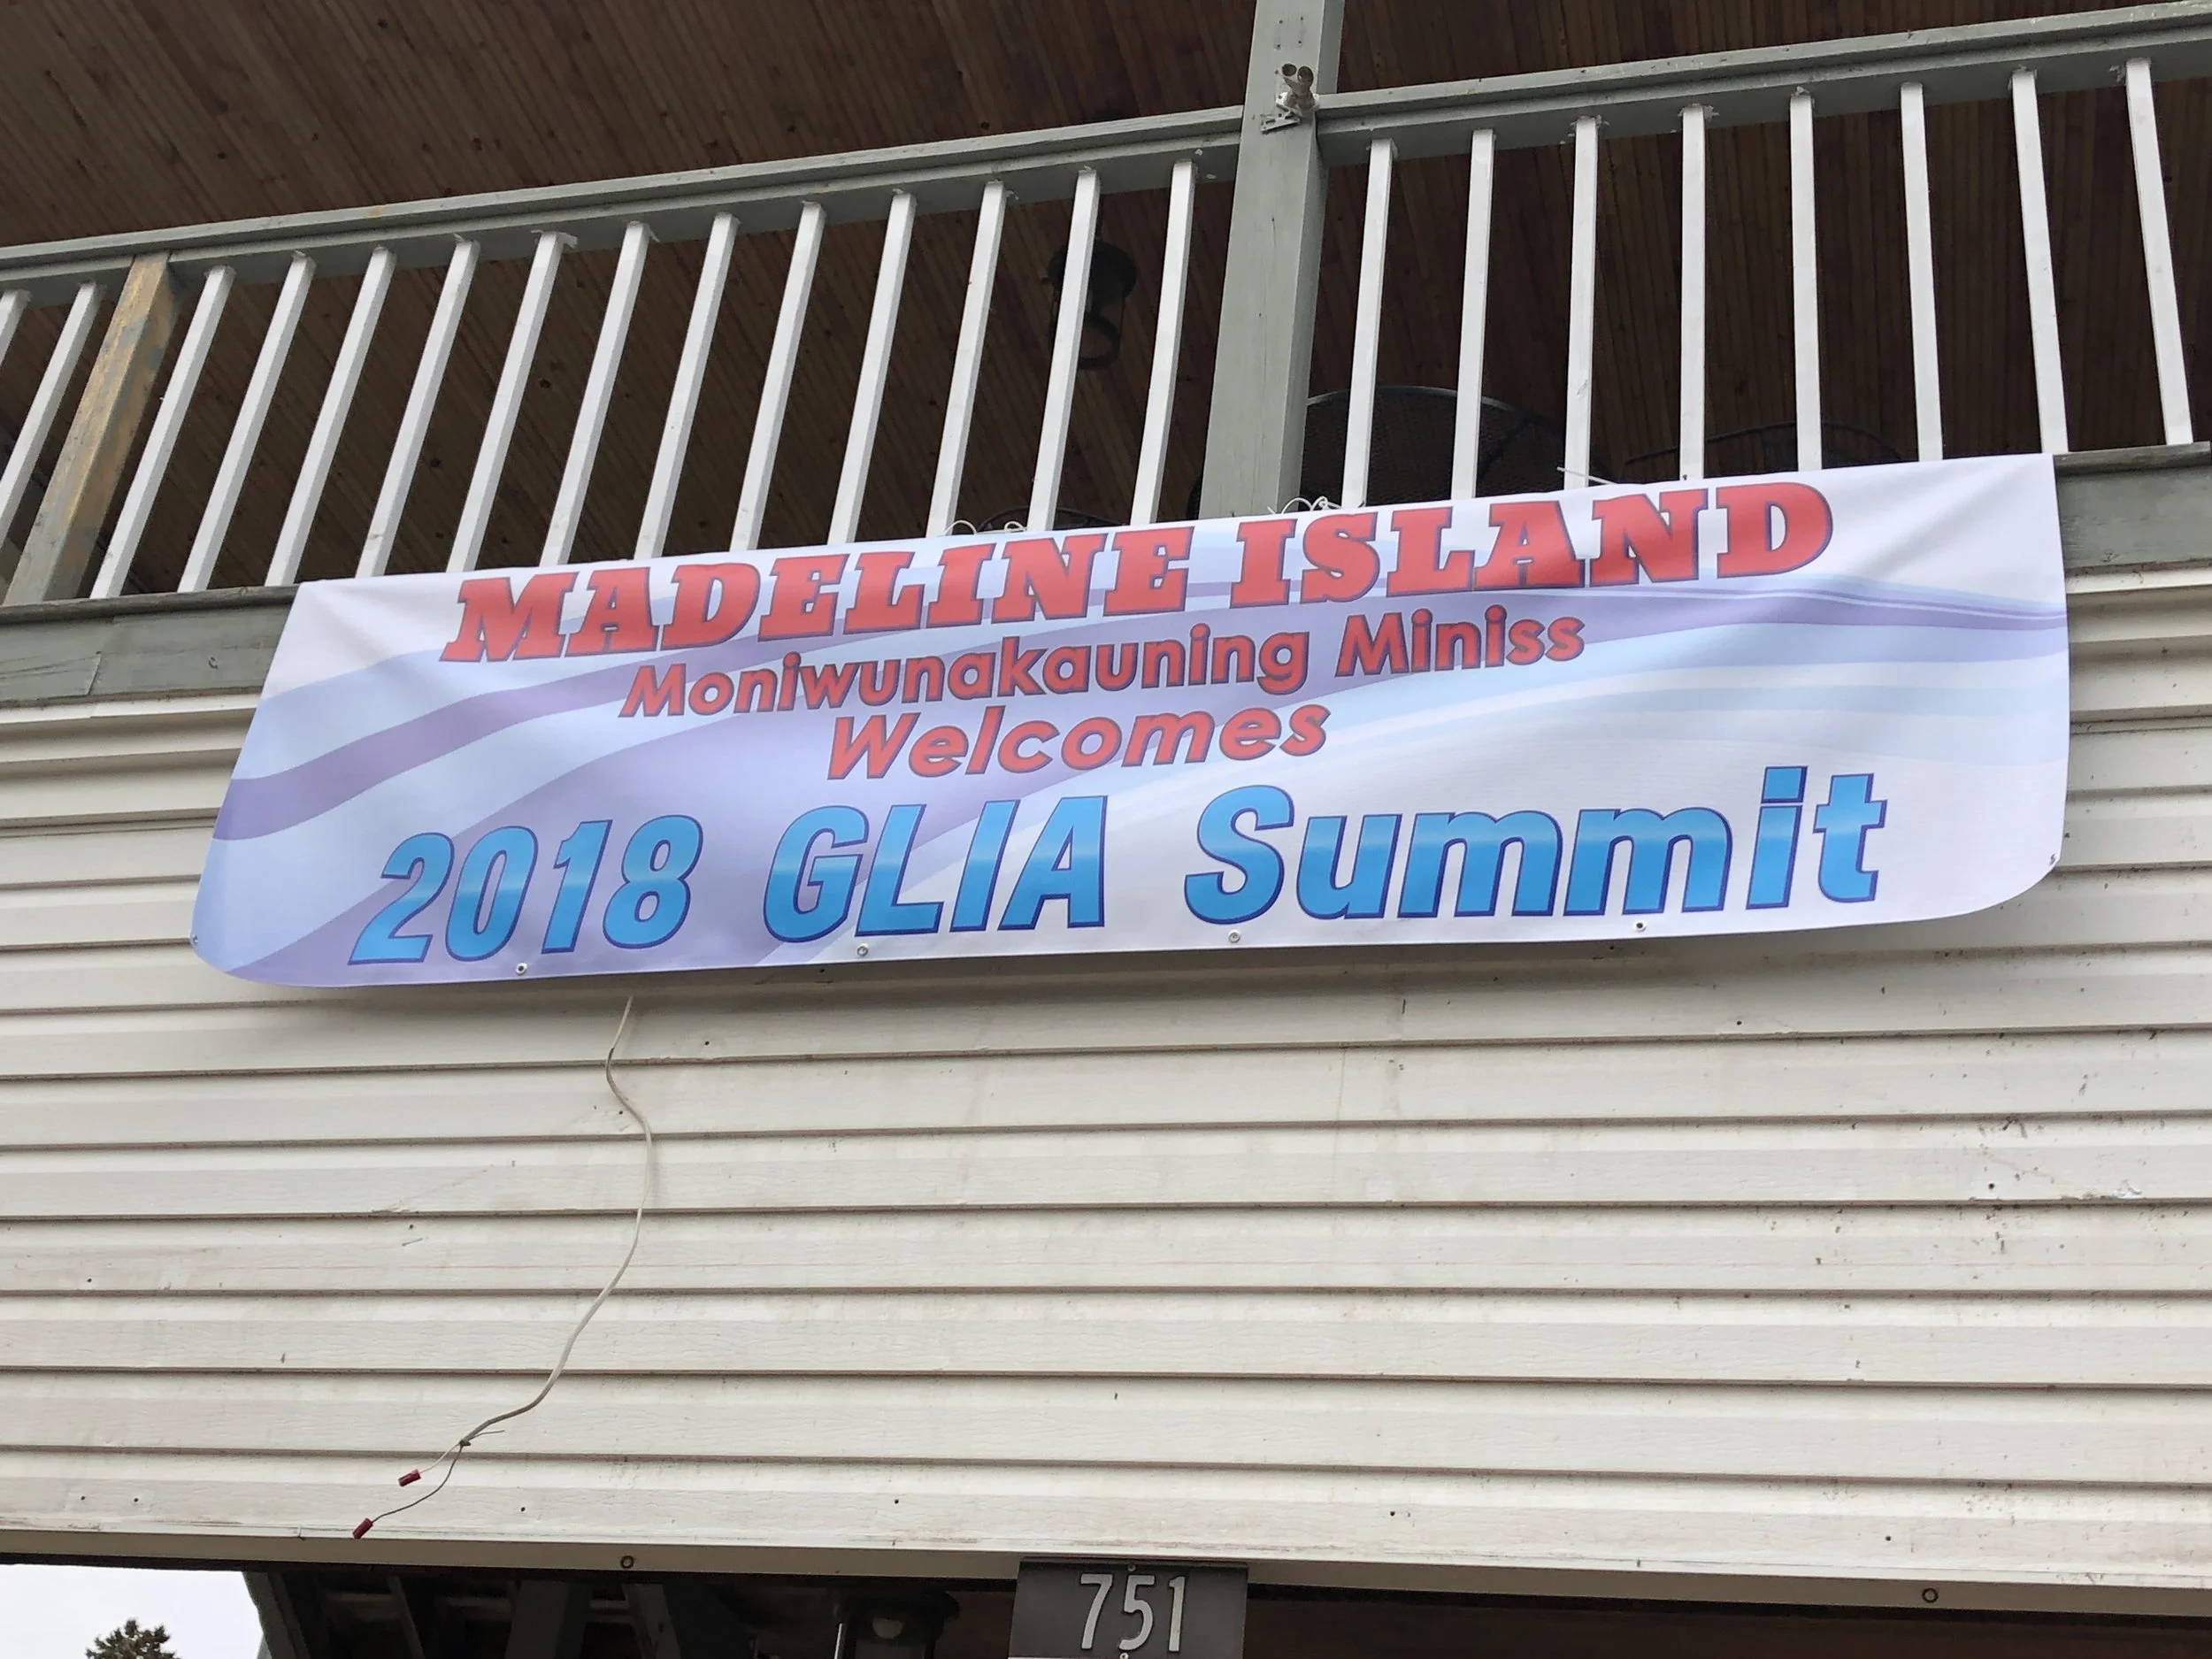 MADELINE ISLAND
Moniwunakauning Miniss
Welcomes
2018 GLIA Summit
751